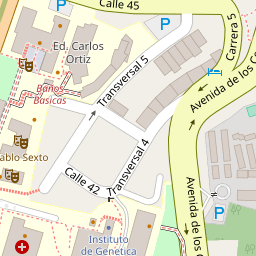 Calle 45
P
Ed. Carlos
Ortiz
Carrera 5
Transversal 5
Baños
Basicas
Avenida de los C
P
ablo Sexto
Transversal 4
Calle 42
P
Avenida de los C
Instituto
de Genética